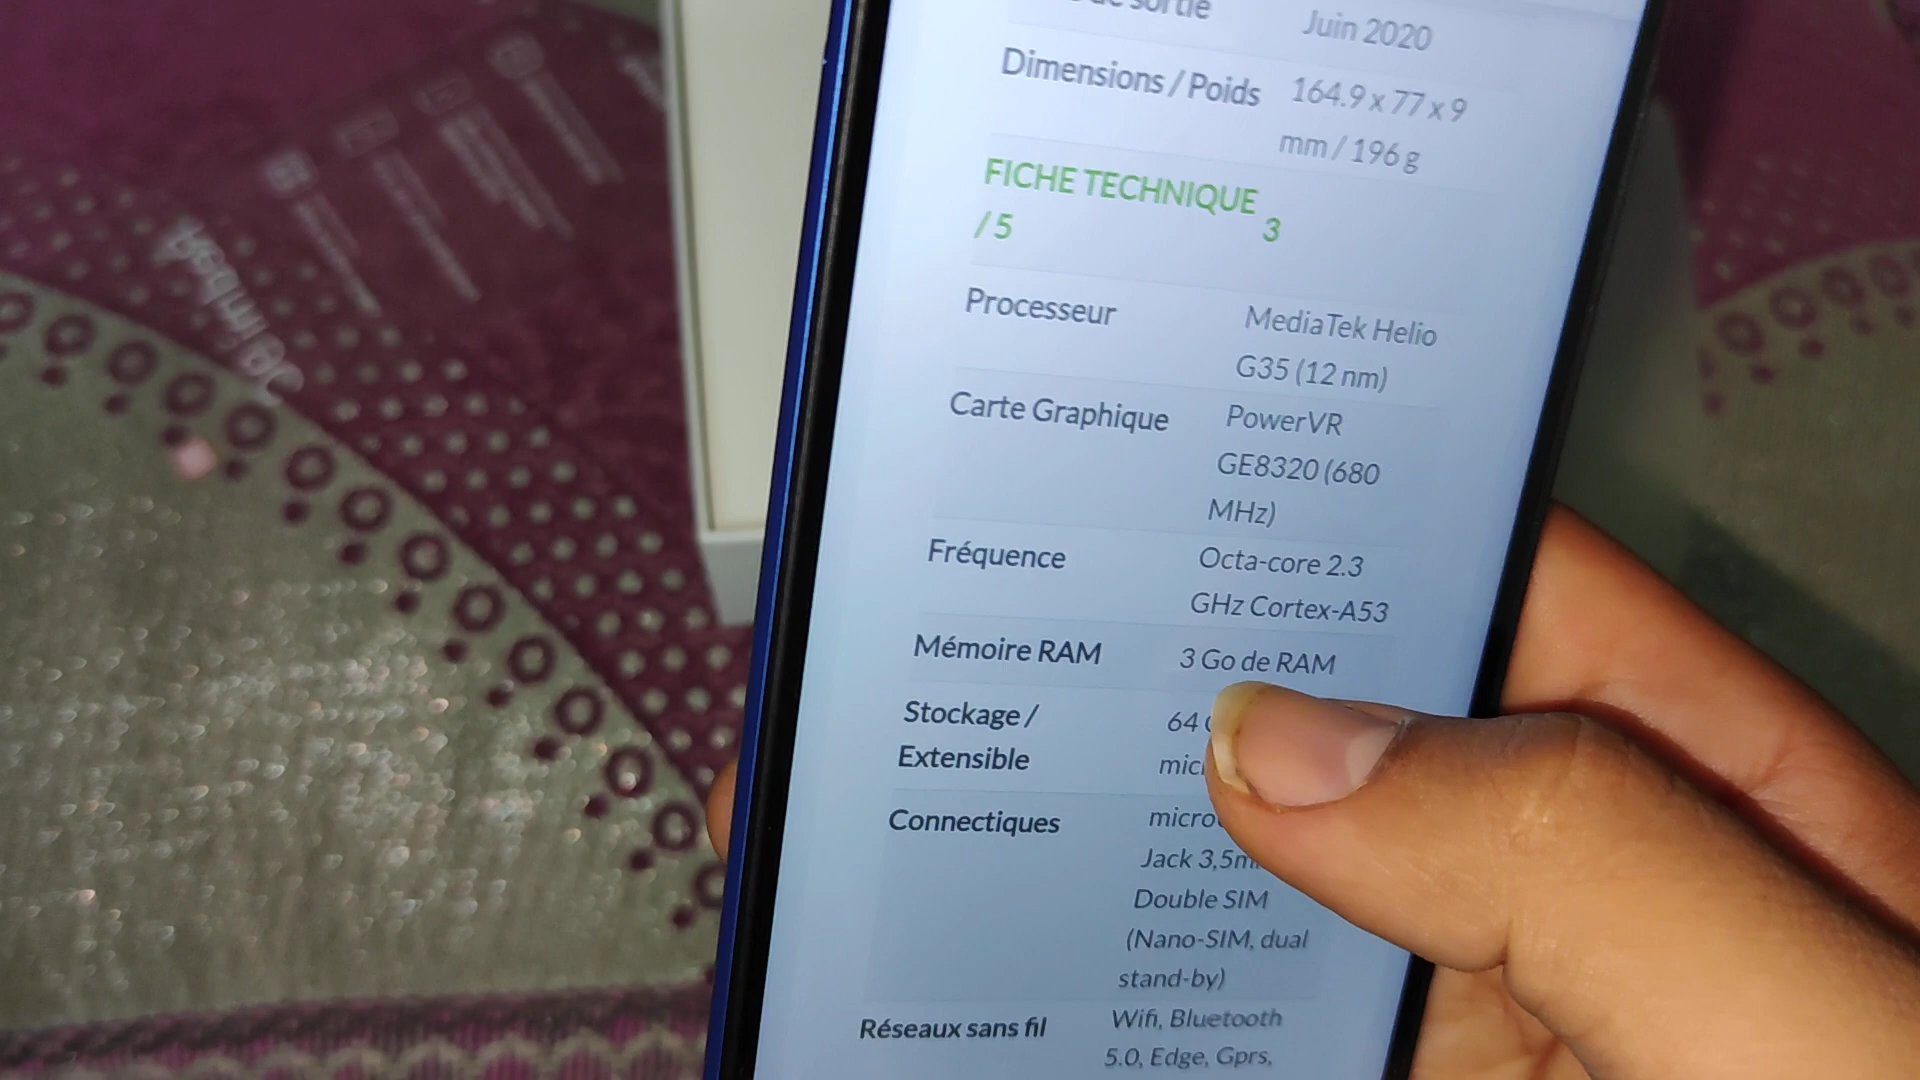 de sortie Juin 2020
Dimensions / Poids 164.9 x 77 x 9
mm / 196 g
FICHE TECHNIQUE
/ 5 3
Processeur MediaTek Helio
G35 (12 nm)
Carte Graphique PowerVR
GE8320 (680
MHz)
Fréquence Octa-core 2.3
GHz Cortex-A53
Mémoire RAM 3 Go de RAM
Stockage / 64
Extensible
Connectiques
Jack 3,5m
Double SIM
(Nano-SIM, dual
stand-by)
Réseaux sans fil Wifi, Bluetooth
5.0, Edge, Gprs,